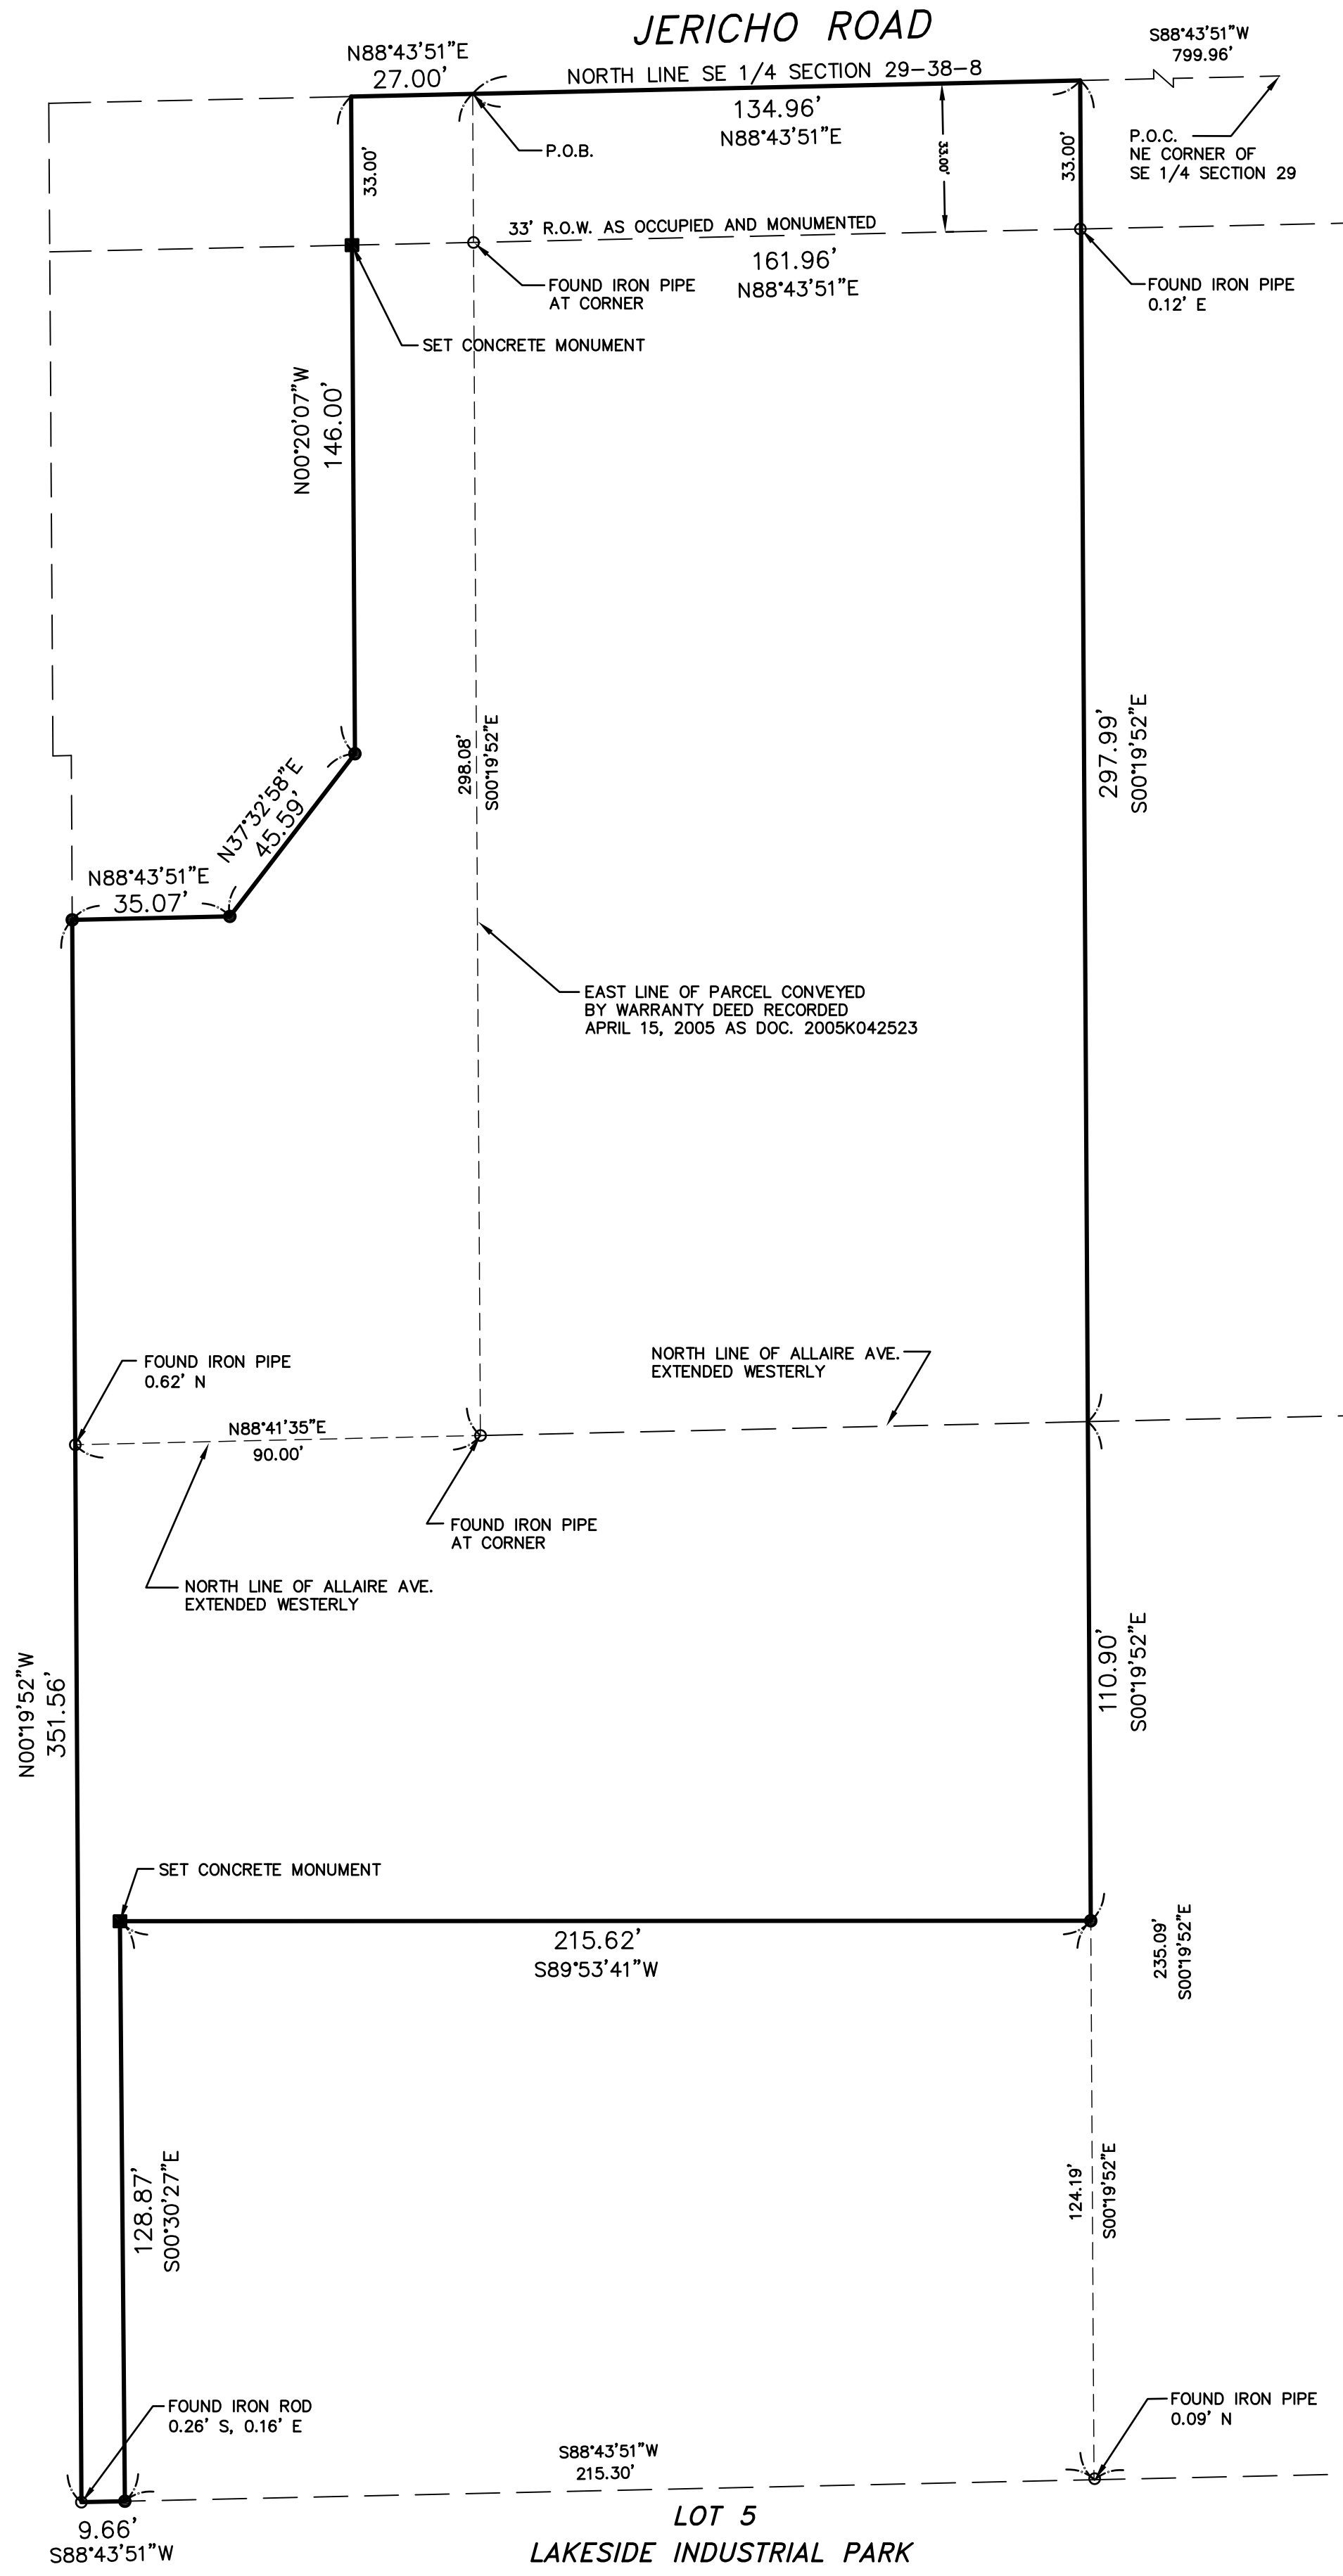 JERICHO ROAD
N88°43'51"E
27.00'
NORTH LINE SE 1/4 SECTION 29-38-8
S88°43'51"W
799.96'
134.96'
N88°43'51"E
P.O.B.
33.00'
33.00'
33.00'
P.O.C.
NE CORNER OF
SE 1/4 SECTION 29
33' R.O.W. AS OCCUPIED AND MONUMENTED
161.96'
N88°43'51"E
FOUND IRON PIPE
AT CORNER
FOUND IRON PIPE
0.12' E
SET CONCRETE MONUMENT
N00°20'07"W
146.00'
298.08'
S00°19'52"E
297.99'
S00°19'52"E
N37°32'58"E
45.59'
N88°43'51"E
35.07'
EAST LINE OF PARCEL CONVEYED
BY WARRANTY DEED RECORDED
APRIL 15, 2005 AS DOC. 2005K042523
FOUND IRON PIPE
0.62' N
NORTH LINE OF ALLAIRE AVE.
EXTENDED WESTERLY
N88°41'35"E
90.00'
FOUND IRON PIPE
AT CORNER
NORTH LINE OF ALLAIRE AVE.
EXTENDED WESTERLY
N00°19'52"W
351.56'
110.90'
S00°19'52"E
SET CONCRETE MONUMENT
215.62'
S89°53'41"W
235.09'
S00°19'52"E
128.87'
S00°30'27"E
124.19'
S00°19'52"E
FOUND IRON ROD
0.26' S, 0.16' E
FOUND IRON PIPE
0.09' N
S88°43'51"W
215.30'
9.66'
S88°43'51"W
LOT 5
LAKESIDE INDUSTRIAL PARK